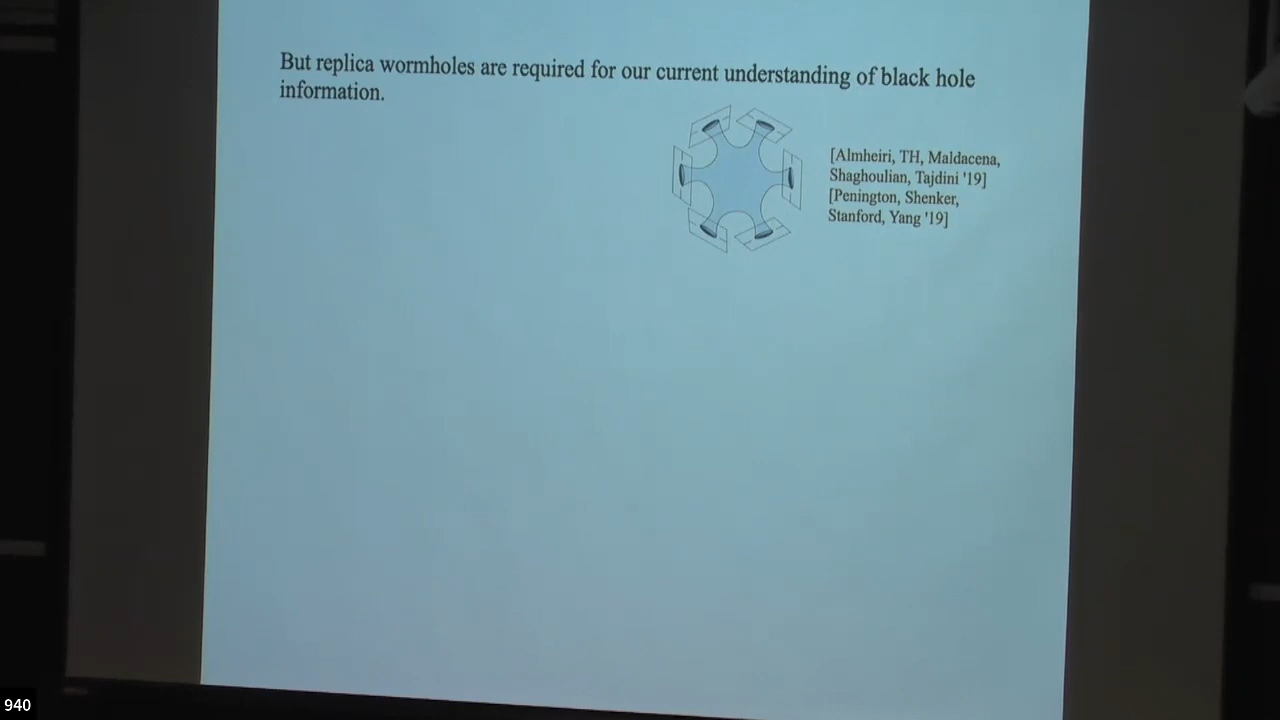 But replica wormholes are required for our current understanding of black hole
information.
[Almheiri, TH, Maldacena,
Shaghoulian, Tajdini '19]
[Penington, Shenker,
Stanford, Yang '19]
940